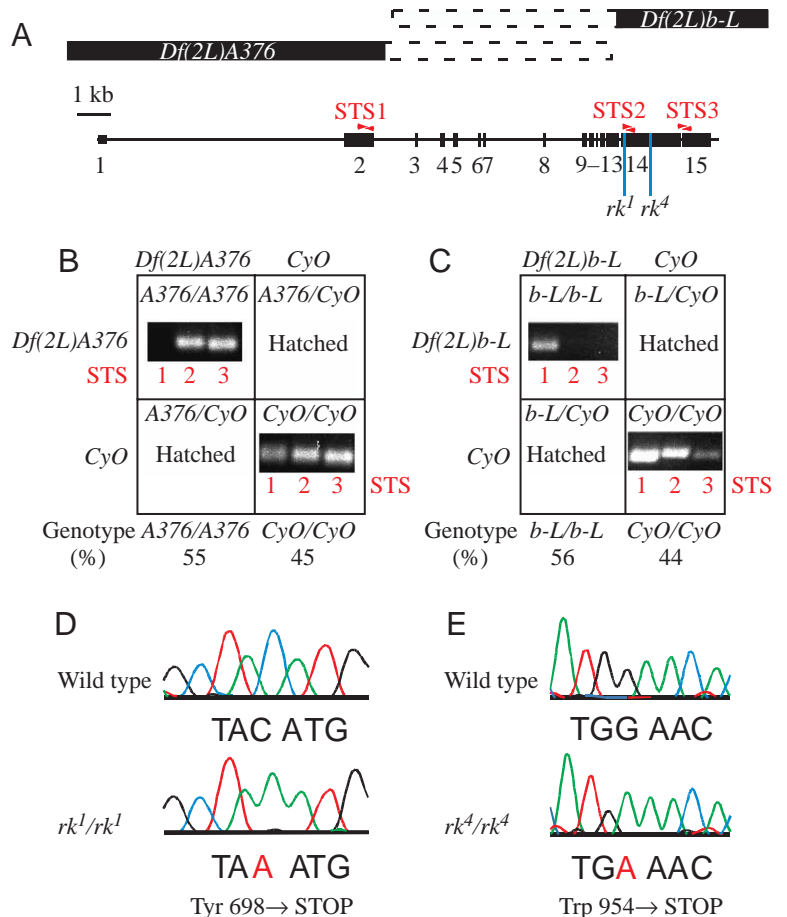 A
Df(2L)A376
Df(2L)b-L
1 kb
STS1
STS2
STS3
1 2 3 4 5 67 8 9–13 14 15
rk¹ rk⁴
B
Df(2L)A376 CyO
A376/A376 A376/CyO
Df(2L)A376
Hatched
STS 1 2 3
A376/CyO CyO/CyO
CyO
Hatched
1 2 3 STS
Genotype A376/A376 CyO/CyO
(%) 55 45
C
Df(2L)b-L CyO
b-L/b-L b-L/CyO
Df(2L)b-L
Hatched
STS 1 2 3
b-L/CyO CyO/CyO
CyO
Hatched
1 2 3 STS
Genotype b-L/b-L CyO/CyO
(%) 56 44
D
Wild type
TAC ATG
rk¹/rk¹
TAA ATG
Tyr 698→ STOP
E
Wild type
TGG AAC
rk⁴/rk⁴
TGA AAC
Trp 954→ STOP